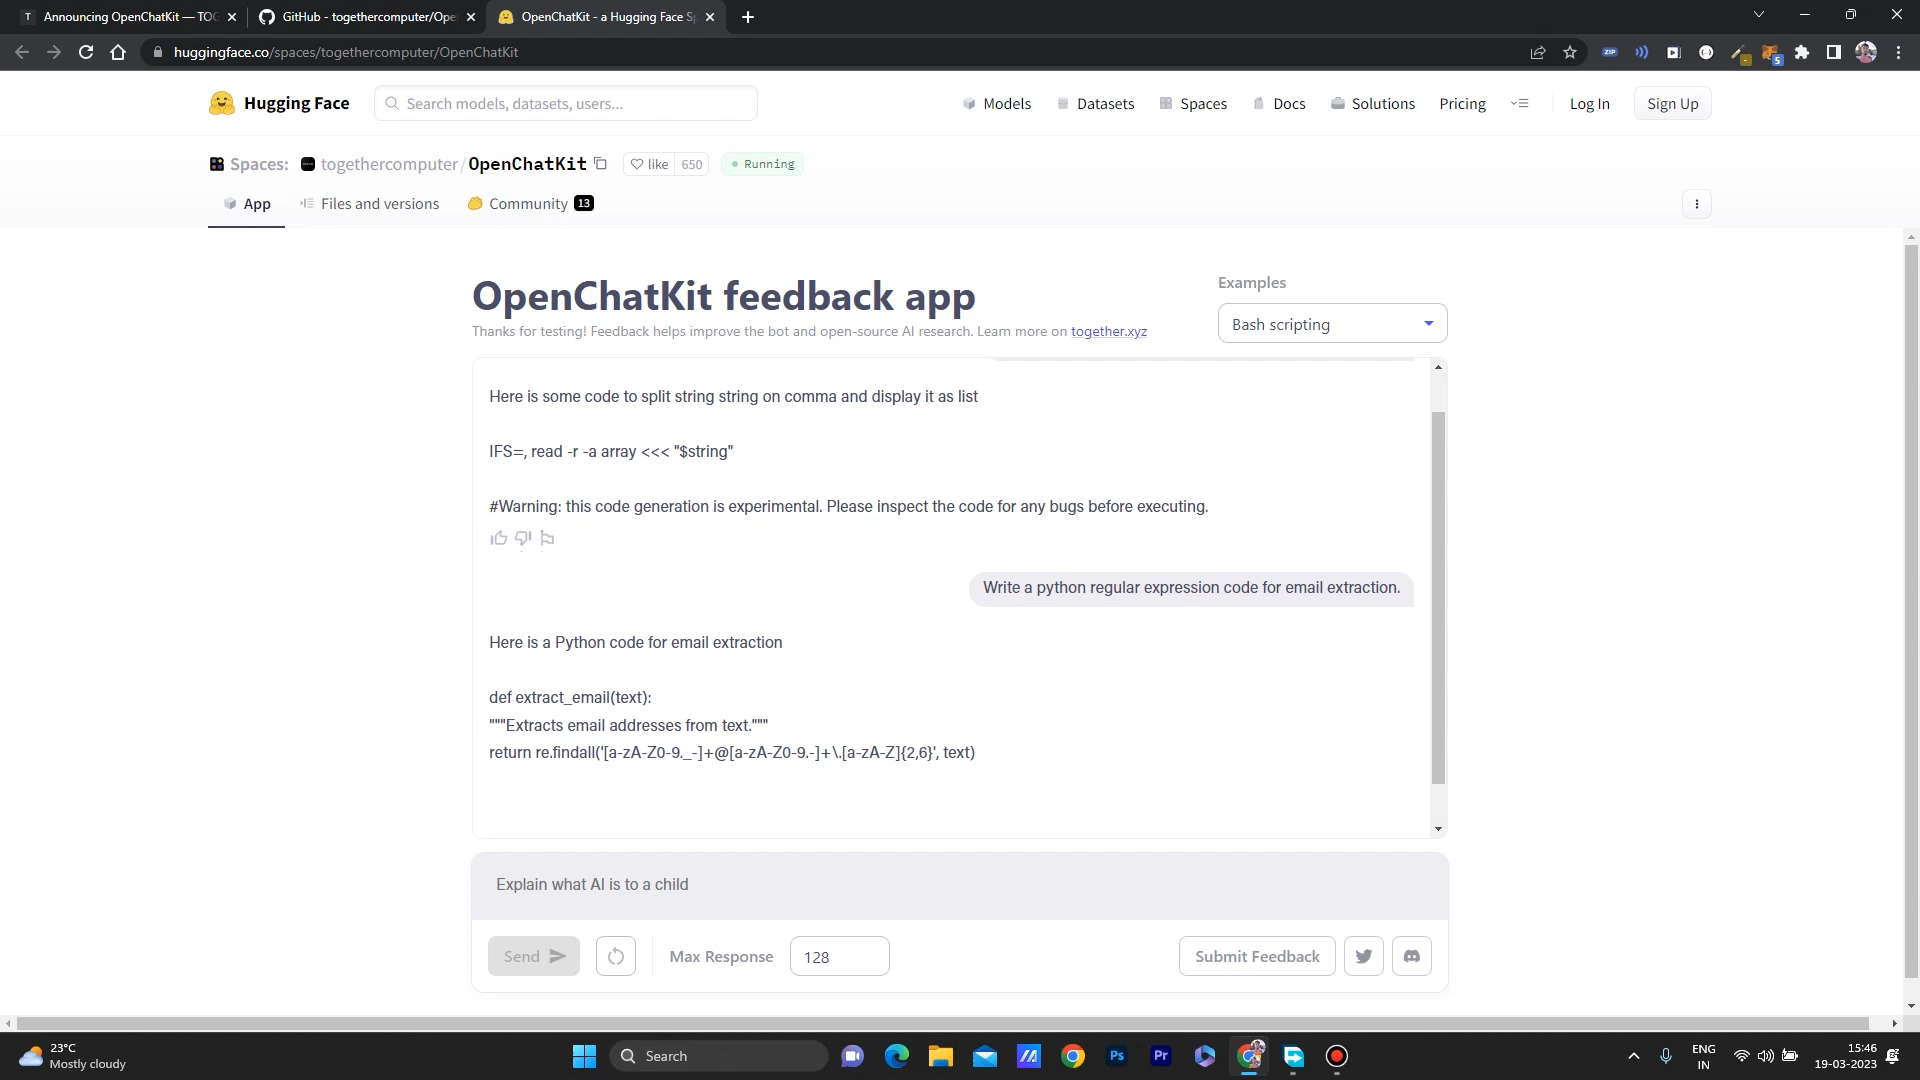 T Announcing OpenChatKit — TOG
GitHub - togethercomputer/Ope
OpenChatKit - a Hugging Face Sp
huggingface.co/spaces/togethercomputer/OpenChatKit
ZIP
5
Hugging Face
Search models, datasets, users...
Models
Datasets
Spaces
Docs
Solutions
Pricing
Log In
Sign Up
Spaces:
togethercomputer/OpenChatKit
like 650
Running
App
Files and versions
Community 13
OpenChatKit feedback app
Thanks for testing! Feedback helps improve the bot and open-source AI research. Learn more on together.xyz
Examples
Bash scripting
Here is some code to split string string on comma and display it as list
IFS=, read -r -a array <<< "$string"
#Warning: this code generation is experimental. Please inspect the code for any bugs before executing.
Write a python regular expression code for email extraction.
Here is a Python code for email extraction
def extract_email(text):
"""Extracts email addresses from text."""
return re.findall('[a-zA-Z0-9._-]+@[a-zA-Z0-9.-]+\.[a-zA-Z]{2,6}', text)
Explain what AI is to a child
Send
Max Response
128
Submit Feedback
23°C
Mostly cloudy
Search
Ps
Pr
ENG
IN
15:46
19-03-2023